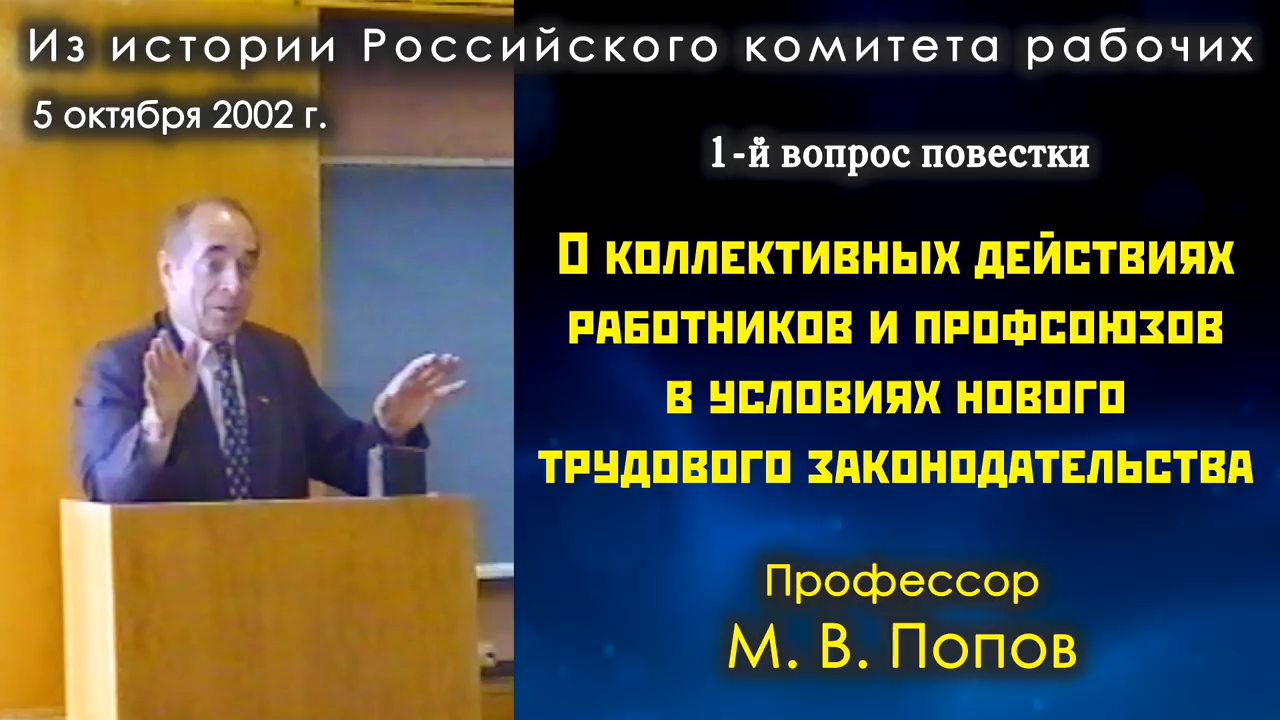 Из истории Российского комитета рабочих
5 октября 2002 г.
1-й вопрос повестки
О коллективных действиях
работников и профсоюзов
в условиях нового
трудового законодательства
Профессор
М. В. Попов